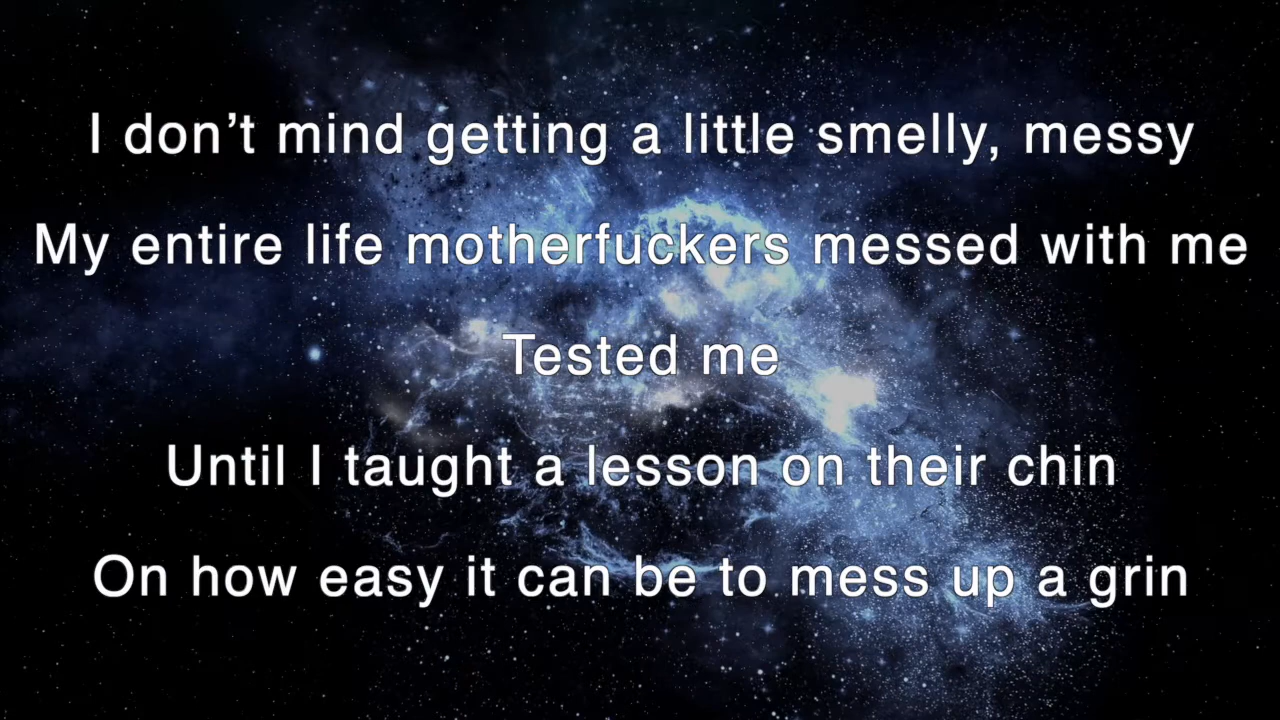 I don’t mind getting a little smelly, messy
My entire life motherfuckers messed with me
Tested me
Until I taught a lesson on their chin
On how easy it can be to mess up a grin